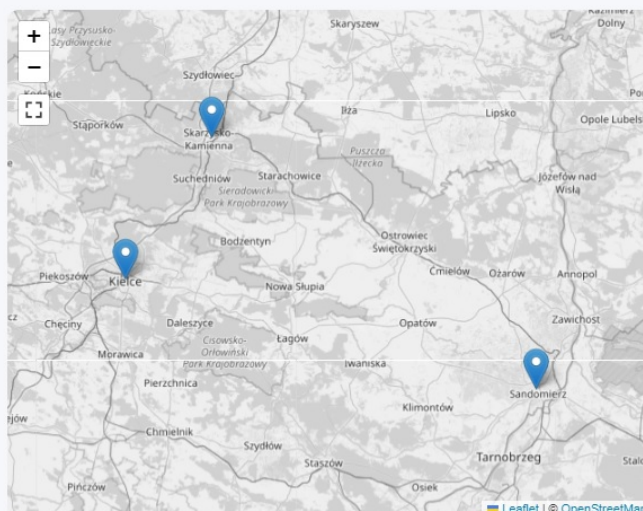 Kazimierz
Dolny
Skaryszew
Lasy Przysusko-
Szydłowieckie
+
−
Szydłowiec
Końskie
Stąporków
Iłża
Lipsko
Opole Lubels
Skarżysko-
Kamienna
Puszcza
Iłżecka
Suchedniów
Starachowice
Józefów nad
Wisłą
Sieradowicki
Park Krajobrazowy
Ostrowiec
Świętokrzyski
Bodzentyn
Piekoszów
Kielce
Ćmielów
Ożarów
Annopol
Nowa Słupia
Chęciny
Daleszyce
Opatów
Zawichost
Morawica
Cisowsko-
Orłowiński
Park Krajobrazowy
Łagów
Iwaniska
Pierzchnica
Sandomierz
Klimontów
Chmielnik
Szydłów
Staszów
Tarnobrzeg
Pińczów
Osiek
Leaflet | © OpenStreetMa